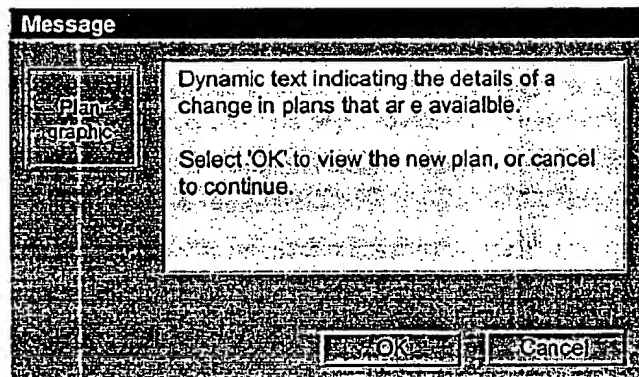 Message
Plan
graphic
Dynamic text indicating the details of a
change in plans that ar e avaialble.
Select 'OK' to view the new plan, or cancel
to continue.
OK
Cancel